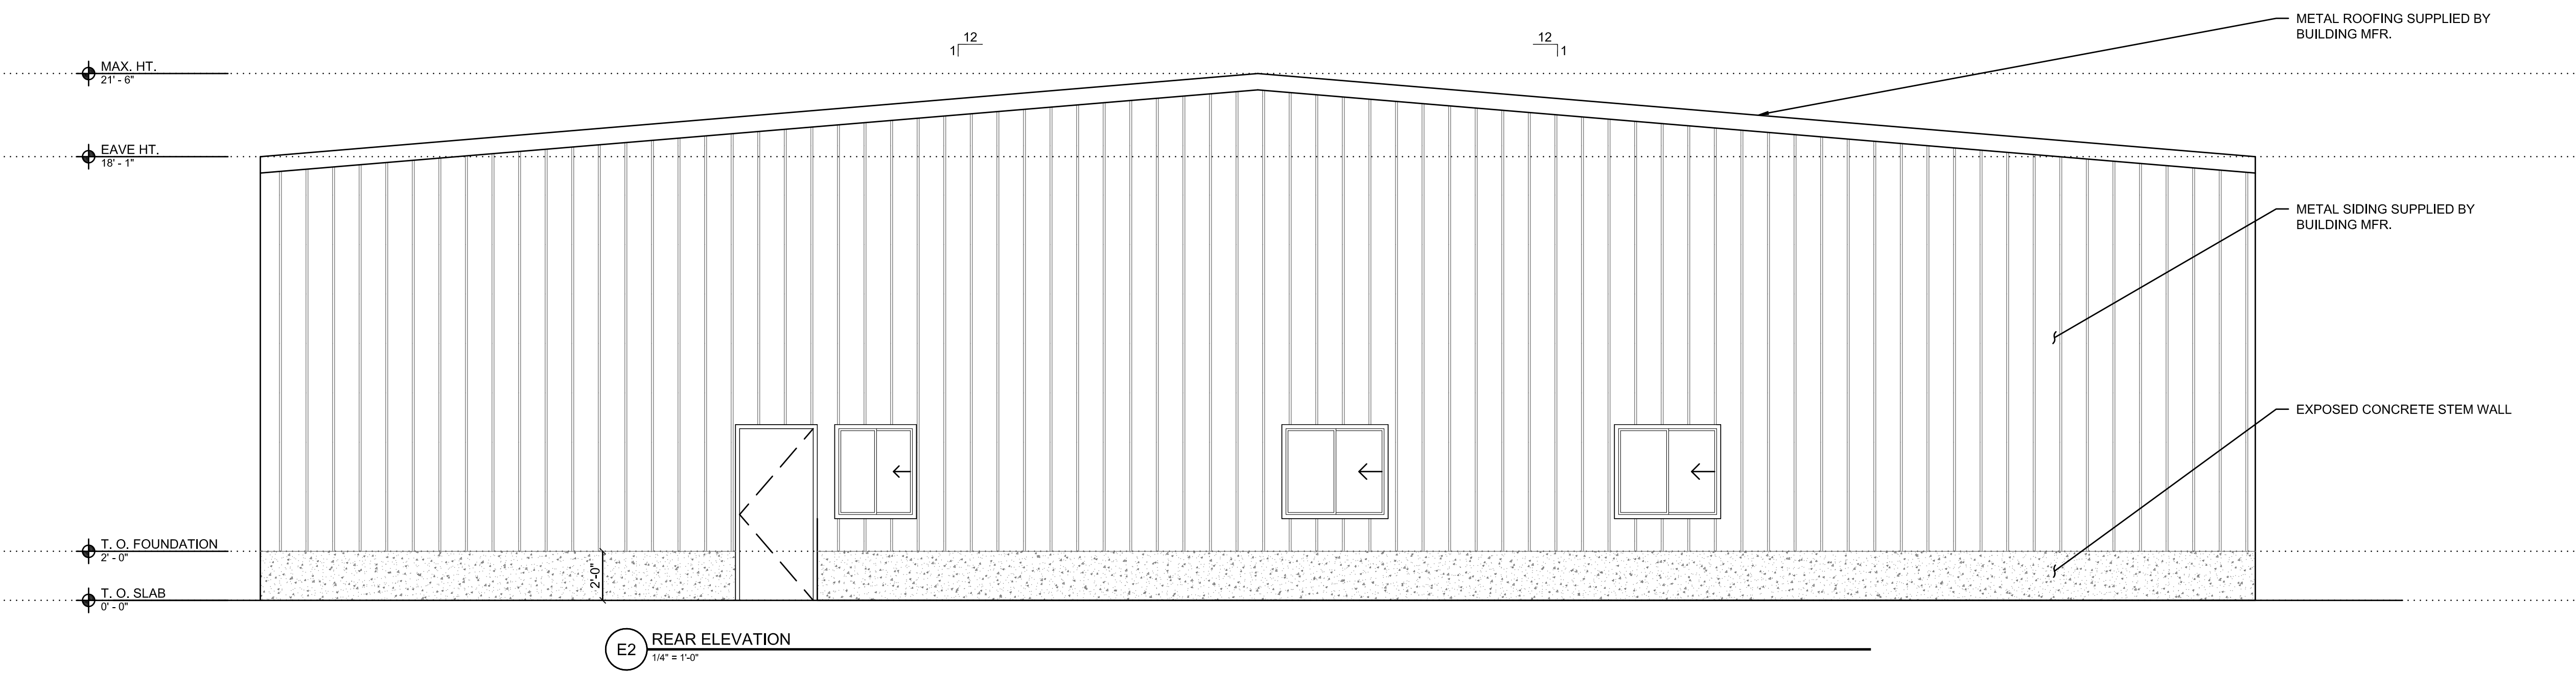 12
1
12
1
METAL ROOFING SUPPLIED BY
BUILDING MFR.
MAX. HT.
21' - 6"
EAVE HT.
18' - 1"
METAL SIDING SUPPLIED BY
BUILDING MFR.
EXPOSED CONCRETE STEM WALL
T. O. FOUNDATION
2' - 0"
2'-0"
T. O. SLAB
0' - 0"
E2
REAR ELEVATION
1/4" = 1'-0"